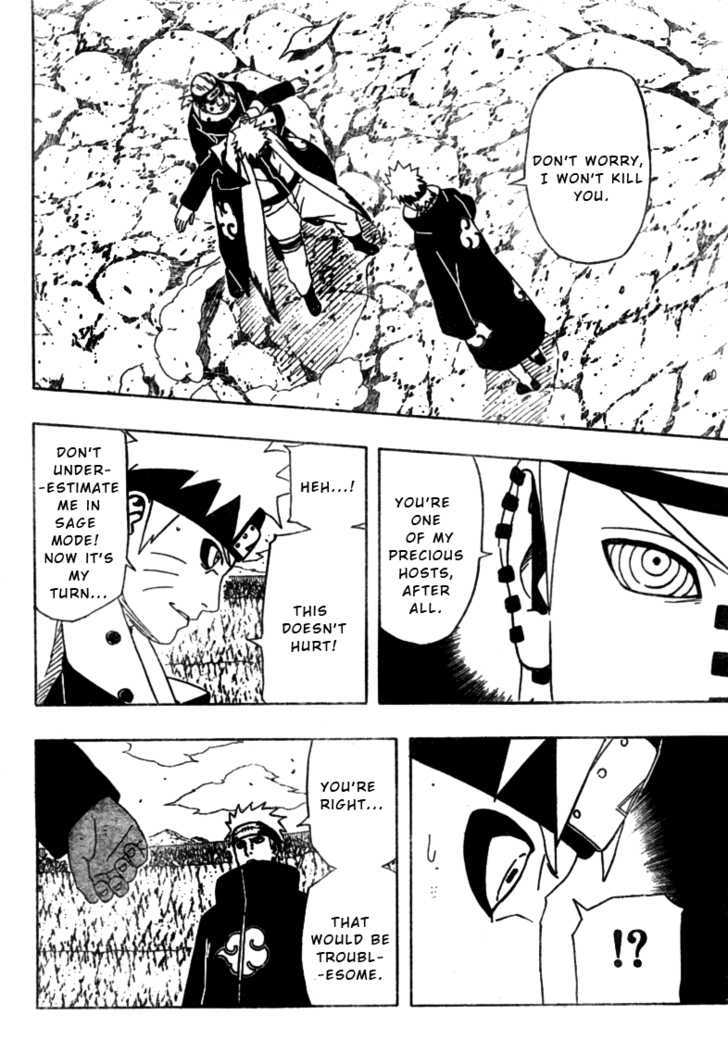 DON'T WORRY,
I WON'T KILL
YOU.
YOU'RE
ONE
OF MY
PRECIOUS
HOSTS,
AFTER
ALL.
HEH...!
THIS
DOESN'T
HURT!
DON'T
UNDER-
-ESTIMATE
ME IN
SAGE
MODE!
NOW IT'S
MY
TURN...
!?
YOU'RE
RIGHT...
THAT
WOULD BE
TROUBL-
-ESOME.